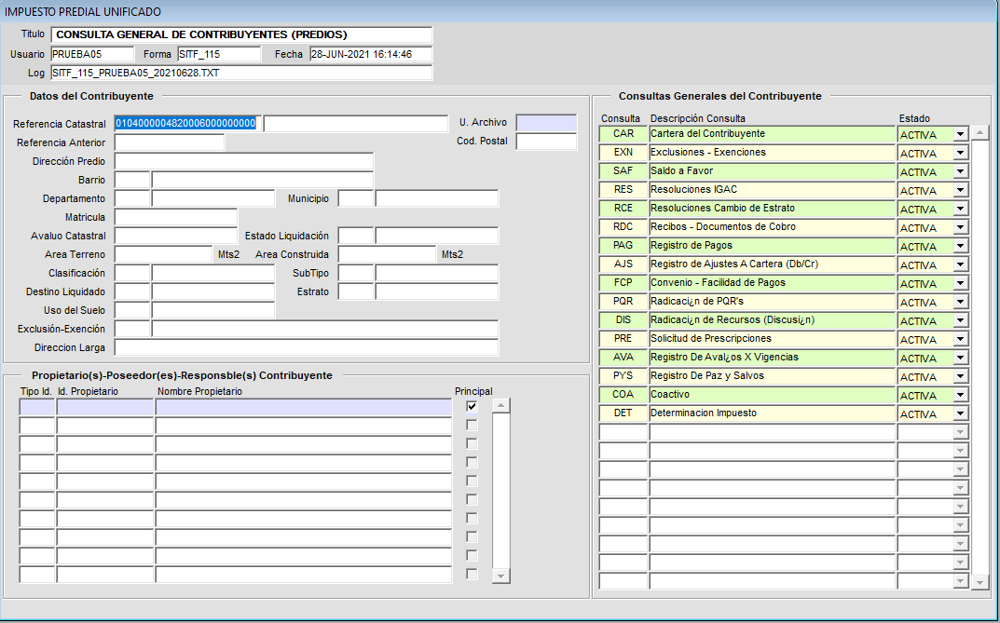 IMPUESTO PREDIAL UNIFICADO
Titulo CONSULTA GENERAL DE CONTRIBUYENTES (PREDIOS)
Usuario PRUEBA05 Forma SITF_115 Fecha 28-JUN-2021 16:14:46
Log SITF_115_PRUEBA05_20210628.TXT
Datos del Contribuyente
Referencia Catastral 0104000004820006000000000 U. Archivo
Referencia Anterior Cod. Postal
Dirección Predio
Barrio
Departamento Municipio
Matricula
Avaluo Catastral Estado Liquidación
Area Terreno Mts2 Area Construida Mts2
Clasificación SubTipo
Destino Liquidado Estrato
Uso del Suelo
Exclusión-Exención
Direccion Larga
Propietario(s)-Poseedor(es)-Responsble(s) Contribuyente
Tipo Id. Id. Propietario Nombre Propietario Principal
Consultas Generales del Contribuyente
Consulta Descripción Consulta Estado
CAR Cartera del Contribuyente ACTIVA
EXN Exclusiones - Exenciones ACTIVA
SAF Saldo a Favor ACTIVA
RES Resoluciones IGAC ACTIVA
RCE Resoluciones Cambio de Estrato ACTIVA
RDC Recibos - Documentos de Cobro ACTIVA
PAG Registro de Pagos ACTIVA
AJS Registro de Ajustes A Cartera (Db/Cr) ACTIVA
FCP Convenio - Facilidad de Pagos ACTIVA
PQR Radicaci¿n de PQR's ACTIVA
DIS Radicaci¿n de Recursos (Discusi¿n) ACTIVA
PRE Solicitud de Prescripciones ACTIVA
AVA Registro De Aval¿os X Vigencias ACTIVA
PYS Registro De Paz y Salvos ACTIVA
COA Coactivo ACTIVA
DET Determinacion Impuesto ACTIVA